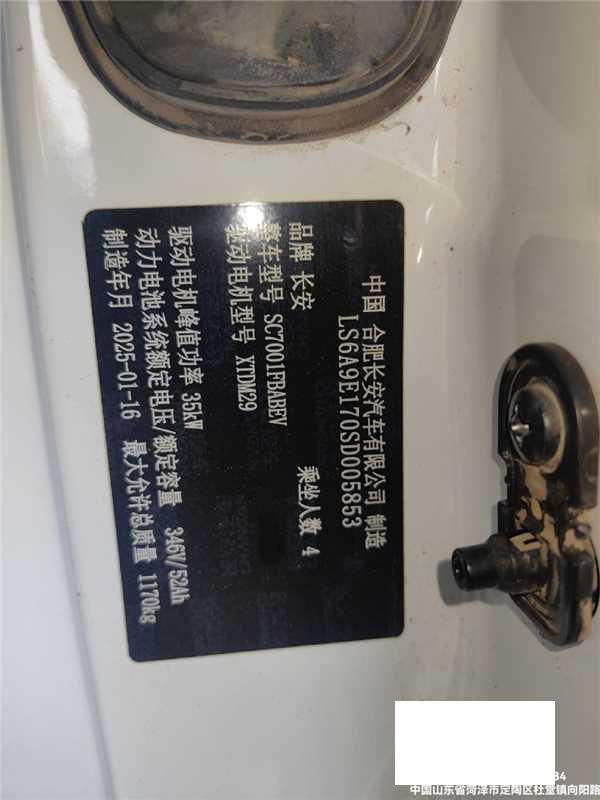 中国 合肥长安汽车有限公司 制造
LS6A9E170SD005853
品牌 长安 乘坐人数 4
整车型号 SC7001FBABEV
驱动电机型号 XTDM29
驱动电机峰值功率 35kW
动力电池系统额定电压/额定容量 346V/52Ah
制造年月 2025-01-16 最大允许总质量 1170kg
34
中国山东省菏泽市定陶区杜堂镇向阳路